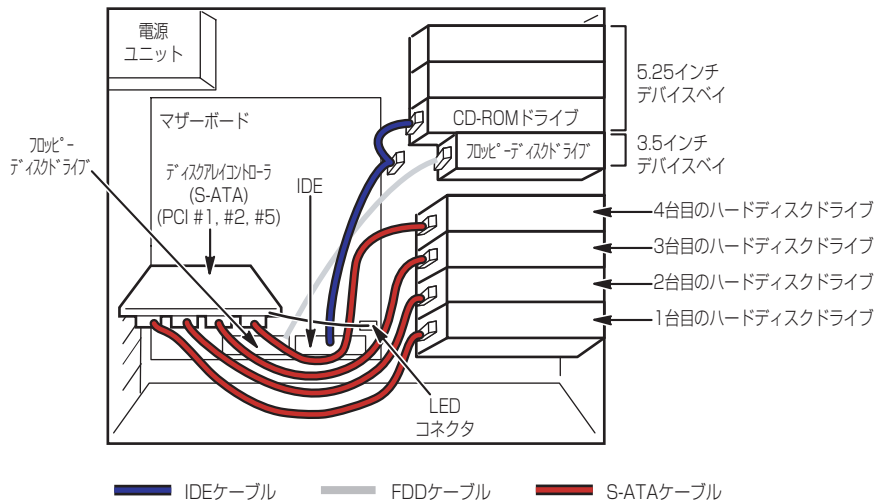 電源
ユニット
マザーボード
フロッピー
ディスクドライブ
ディスクアレイコントローラ
(S-ATA)
(PCI #1, #2, #5)
IDE
CD-ROMドライブ
フロッピーディスクドライブ
5.25インチ
デバイスベイ
3.5インチ
デバイスベイ
4台目のハードディスクドライブ
3台目のハードディスクドライブ
2台目のハードディスクドライブ
1台目のハードディスクドライブ
LED
コネクタ
IDEケーブル
FDDケーブル
S-ATAケーブル